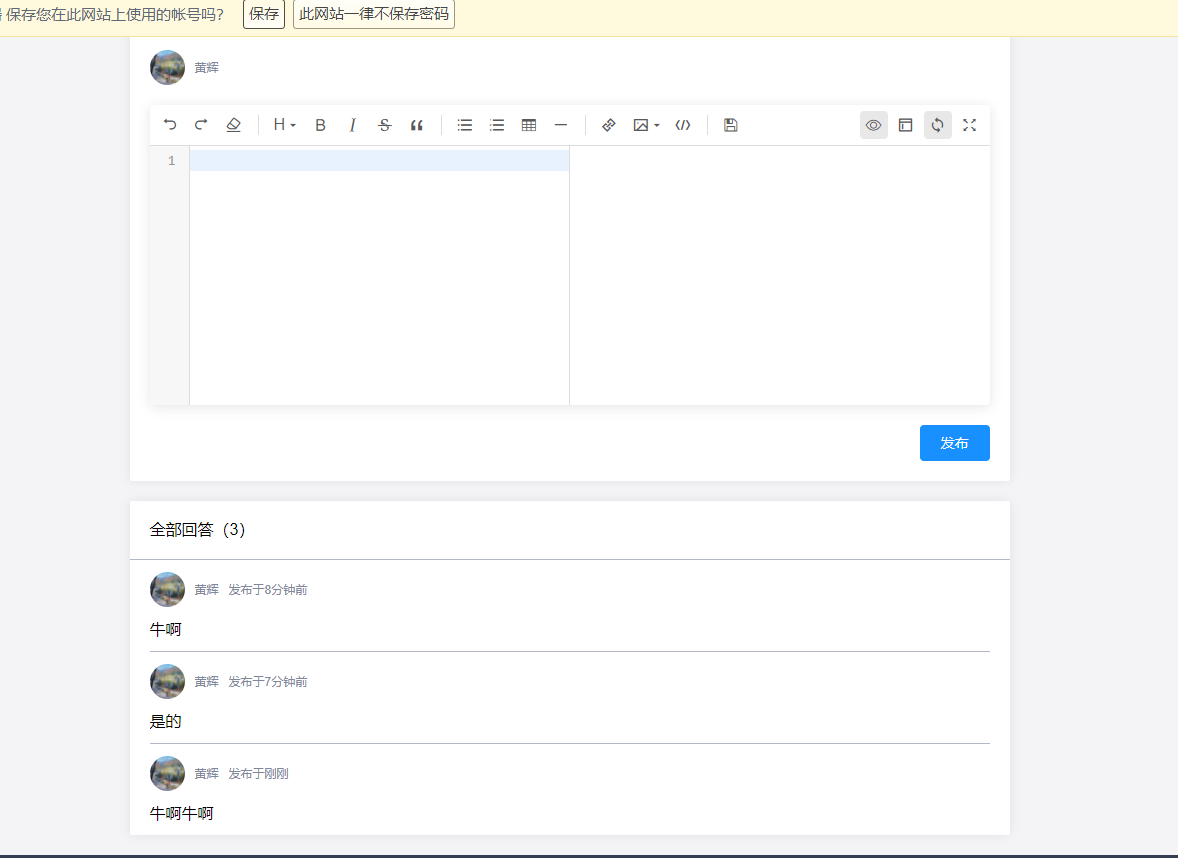 保存您在此网站上使用的帐号吗? 保存 此网站一律不保存密码
黄辉
H B I S
1
发布
全部回答（3）
黄辉 发布于8分钟前
牛啊
黄辉 发布于7分钟前
是的
黄辉 发布于刚刚
牛啊牛啊